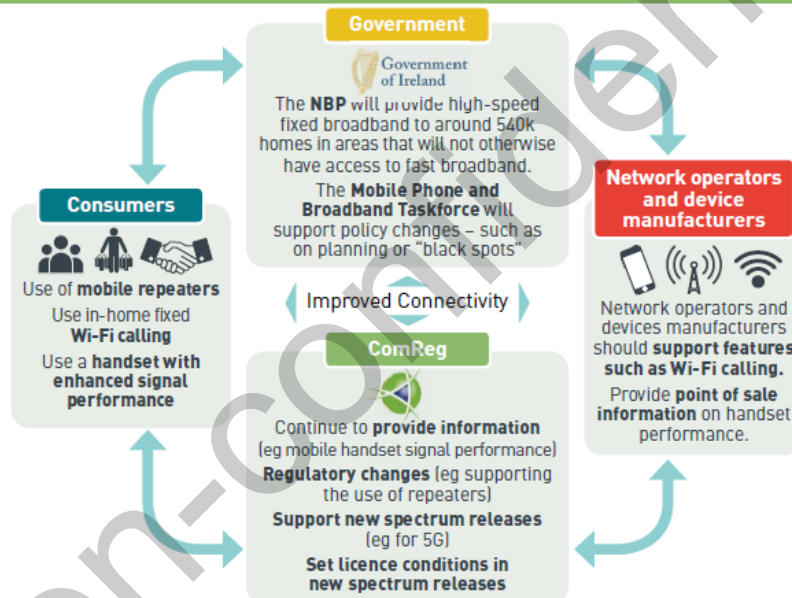 Government
Government
of Ireland
The NBP will provide high-speed
fixed broadband to around 540k
homes in areas that will not otherwise
have access to fast broadband.
The Mobile Phone and
Broadband Taskforce will
support policy changes – such as
on planning or “black spots”
Consumers
Use of mobile repeaters
Use in-home fixed
Wi-Fi calling
Use a handset with
enhanced signal
performance
Improved Connectivity
Network operators
and device
manufacturers
Network operators and
devices manufacturers
should support features
such as Wi-Fi calling.
Provide point of sale
information on handset
performance.
ComReg
Continue to provide information
(eg mobile handset signal performance)
Regulatory changes (eg supporting
the use of repeaters)
Support new spectrum releases
(eg for 5G)
Set licence conditions in
new spectrum releases
en-confiden